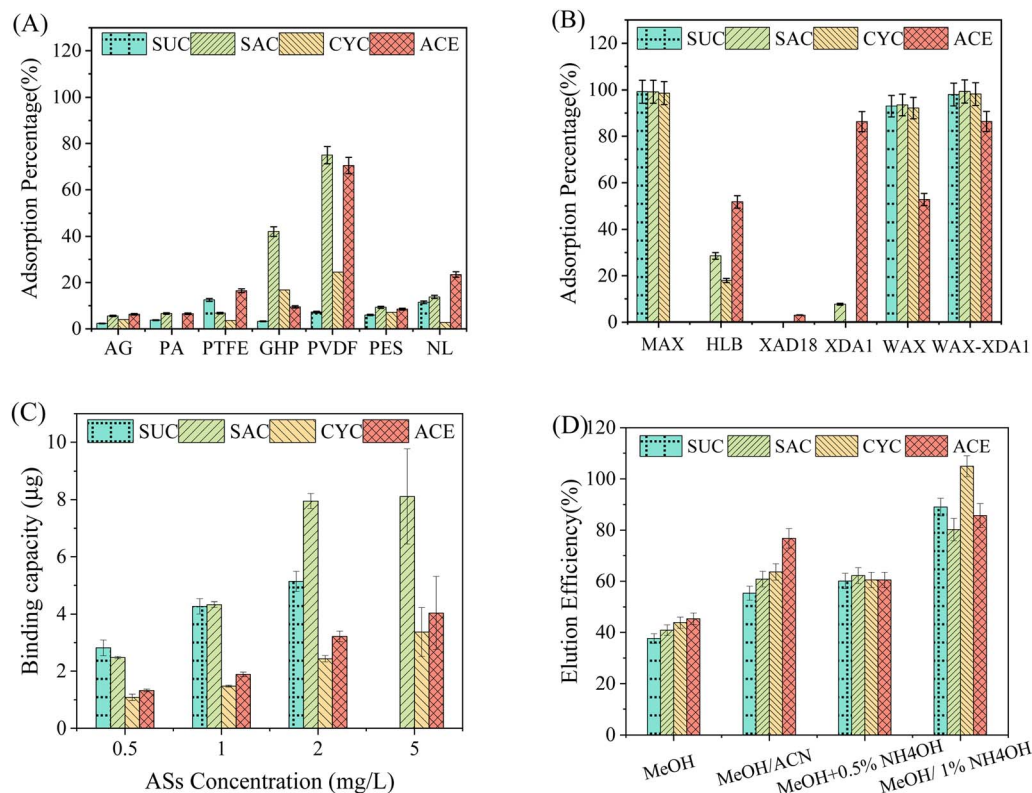 (A)
SUC SAC CYC ACE
120
100
80
60
40
20
0
Adsorption Percentage(%)
AG PA PTFE GHP PVDF PES NL
(B)
SUC SAC CYC ACE
120
100
80
60
40
20
0
Adsorption Percentage(%)
MAX HLB XAD18 XDA1 WAX WAX-XDA1
(C)
SUC SAC CYC ACE
10
8
6
4
2
0
Binding capacity (μg)
0.5 1 2 5
ASs Concentration (mg/L)
(D)
SUC SAC CYC ACE
120
100
80
60
40
20
0
Elution Efficiency(%)
MeOH MeOH/ACN MeOH+0.5% NH4OH MeOH/ 1% NH4OH